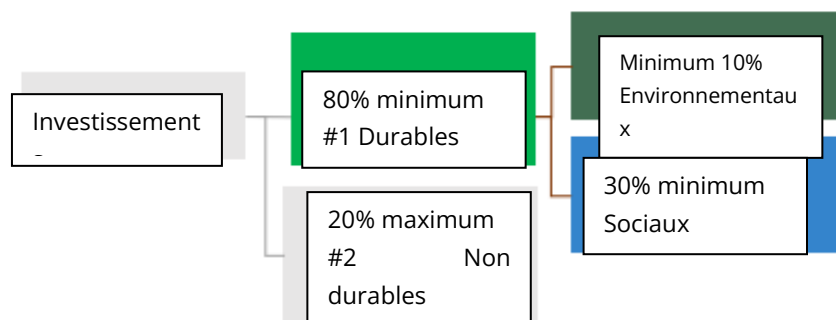 Investissement
80% minimum
#1 Durables
20% maximum
#2 Non
durables
Minimum 10%
Environnementau
x
30% minimum
Sociaux